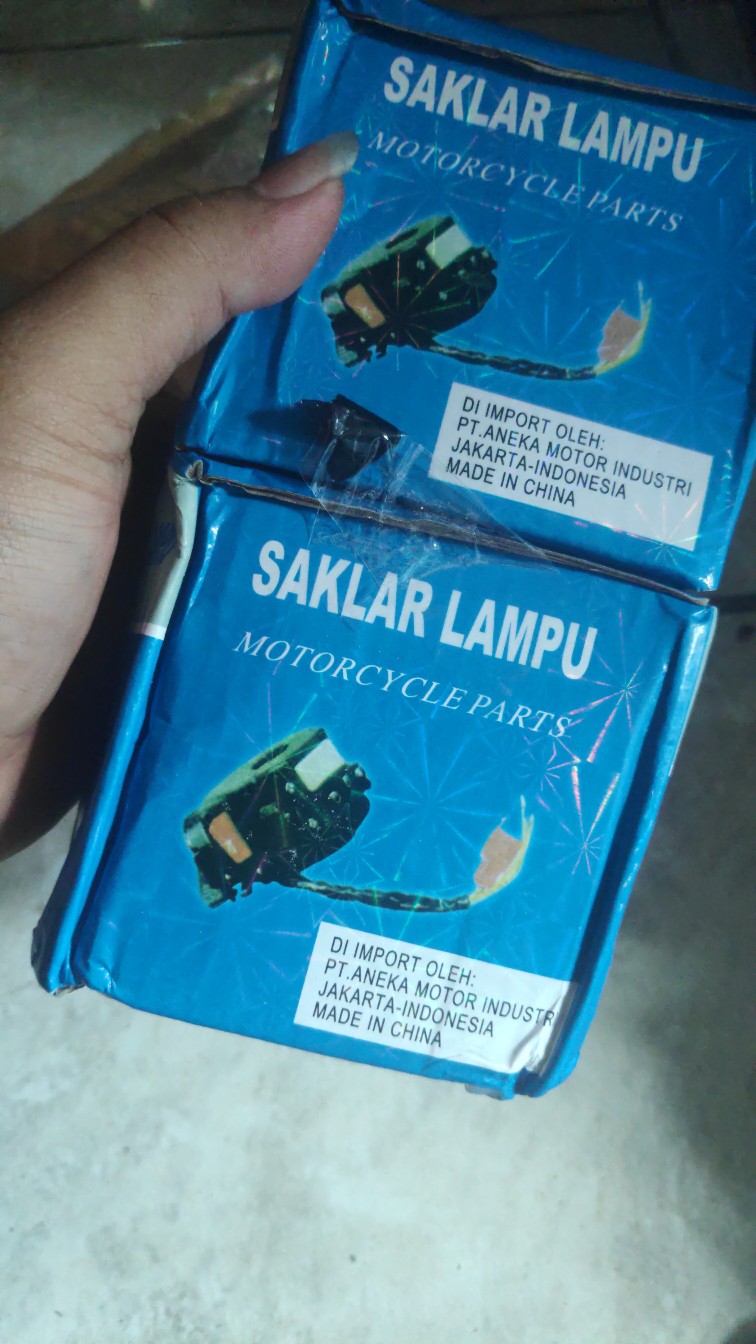 SAKLAR LAMPU
MOTORCYCLE PARTS
DI IMPORT OLEH:
PT.ANEKA MOTOR INDUSTRI
JAKARTA-INDONESIA
MADE IN CHINA
SAKLAR LAMPU
MOTORCYCLE PARTS
DI IMPORT OLEH:
PT.ANEKA MOTOR INDUSTR
JAKARTA-INDONESIA
MADE IN CHINA